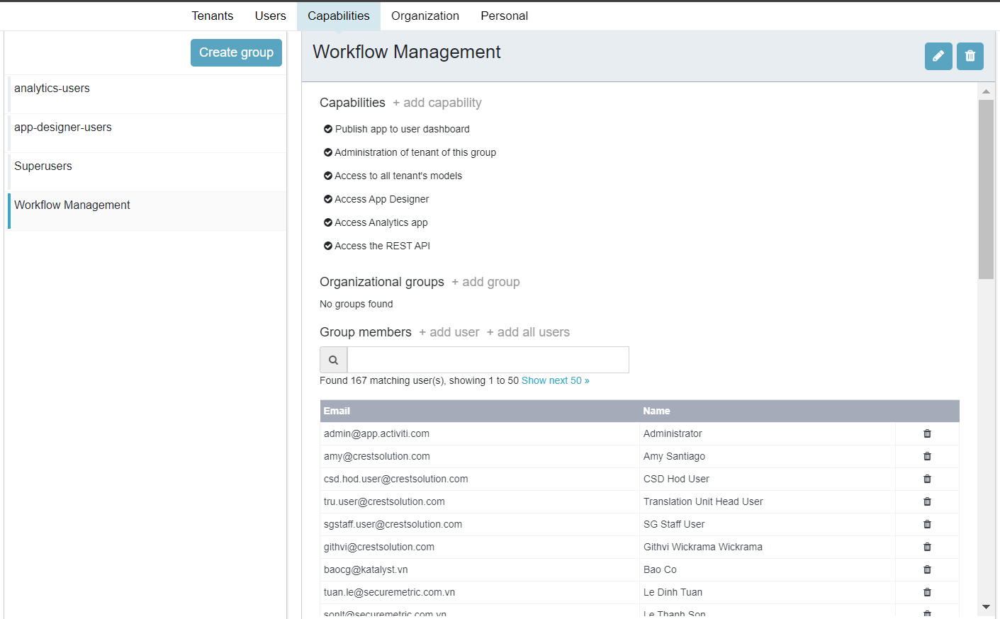 Tenants Users Capabilities Organization Personal
Create group
analytics-users
app-designer-users
Superusers
Workflow Management
Workflow Management
Capabilities + add capability
Publish app to user dashboard
Administration of tenant of this group
Access to all tenant's models
Access App Designer
Access Analytics app
Access the REST API
Organizational groups + add group
No groups found
Group members + add user + add all users
Found 167 matching user(s), showing 1 to 50 Show next 50 »
Email Name
admin@app.activiti.com Administrator
amy@crestsolution.com Amy Santiago
csd.hod.user@crestsolution.com CSD Hod User
tru.user@crestsolution.com Translation Unit Head User
sgstaff.user@crestsolution.com SG Staff User
githvi@crestsolution.com Githvi Wickrama Wickrama
baocg@katalyst.vn Bao Co
tuan.le@securemetric.com.vn Le Dinh Tuan
sonlt@securemetric.com.vn Le Thanh Son